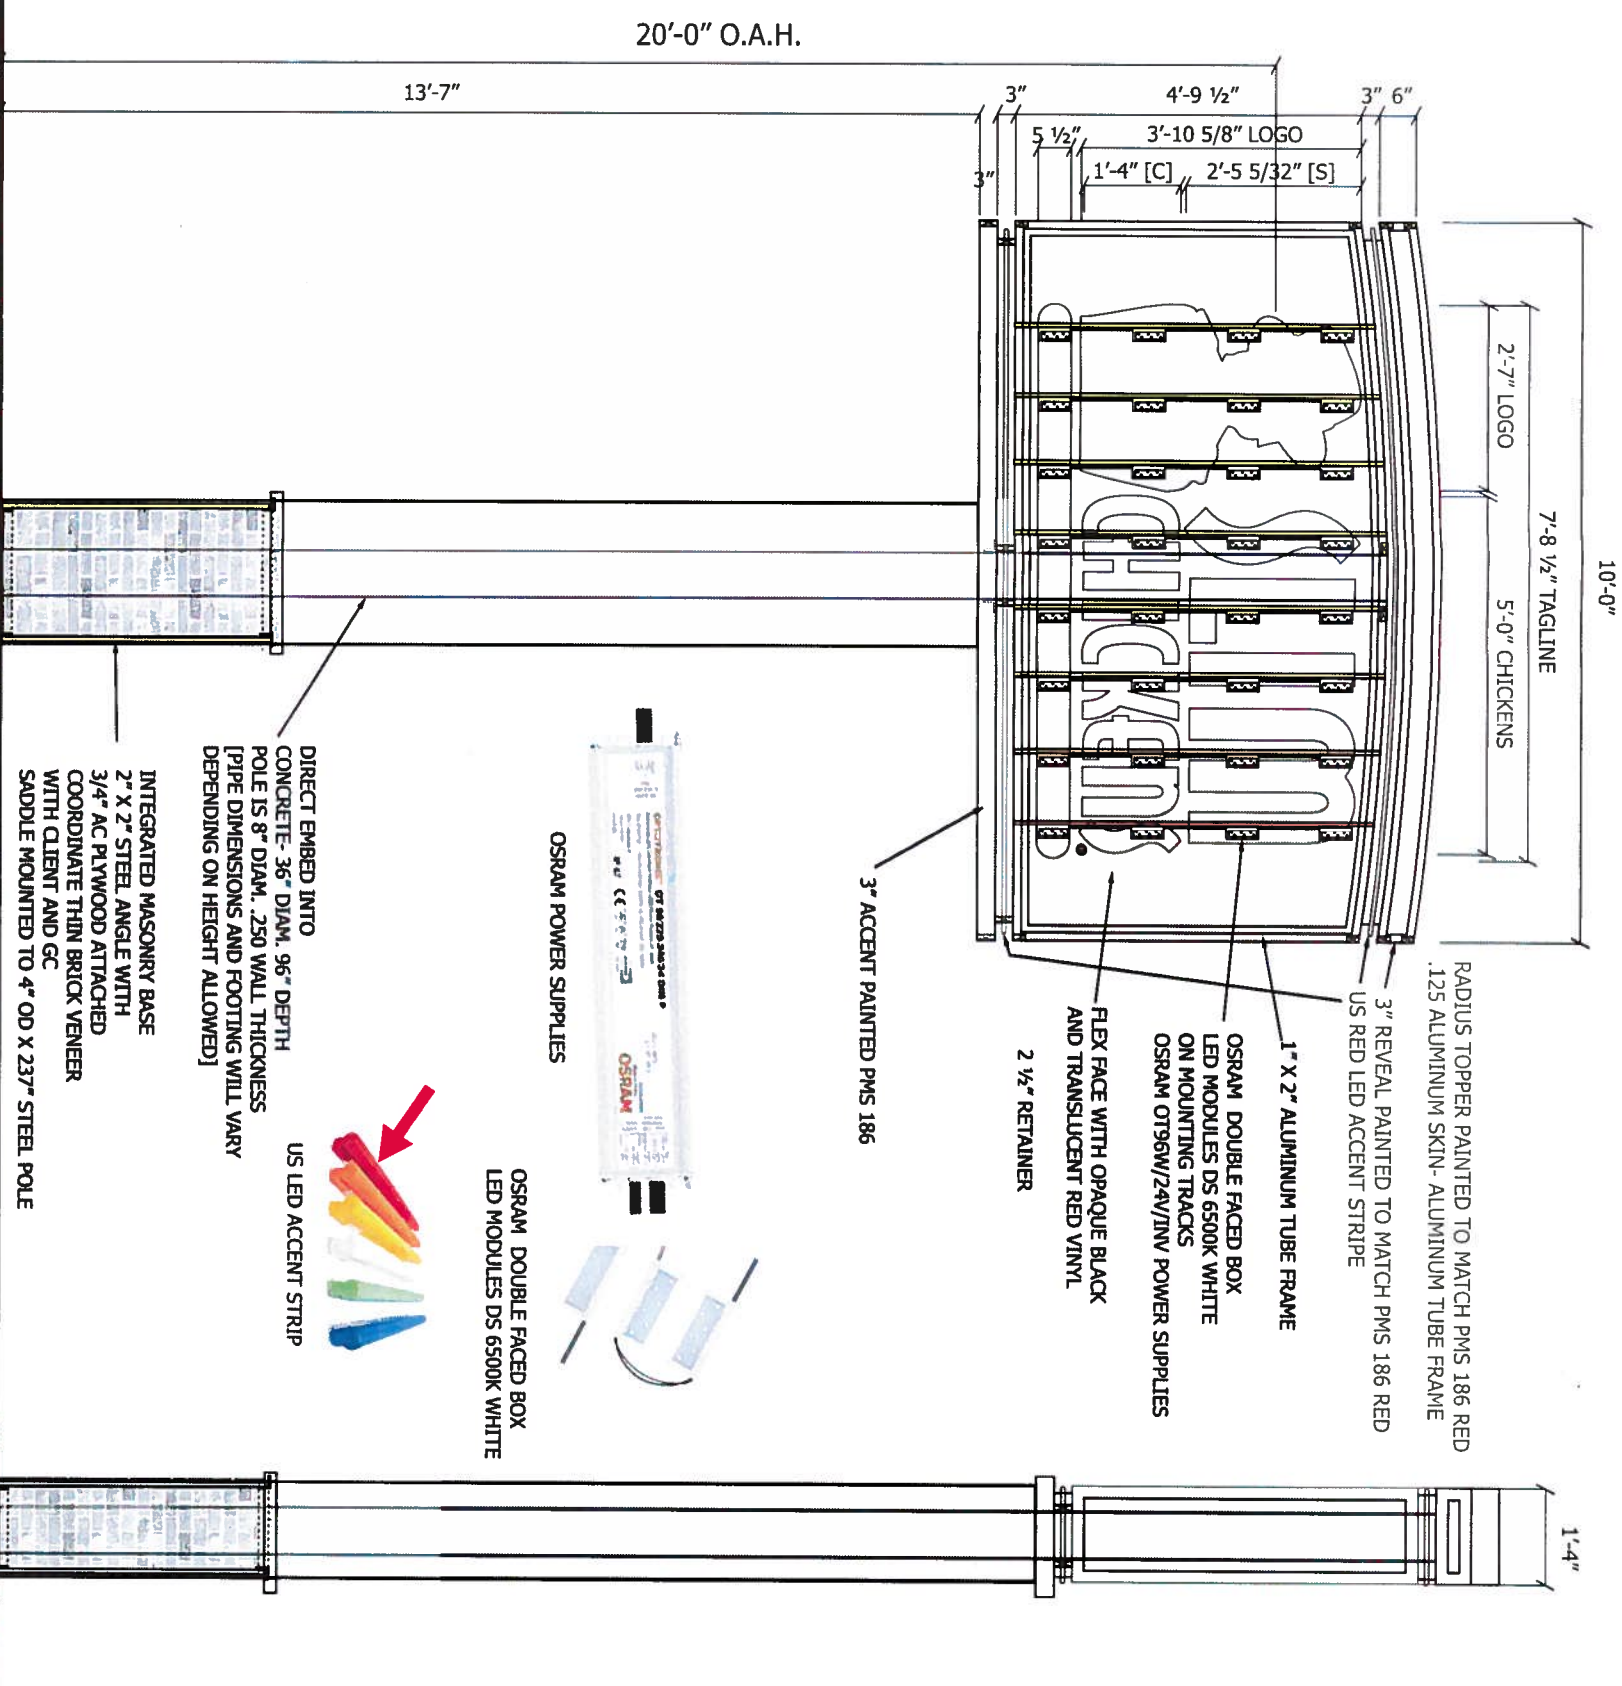 20'-0" O.A.H.
13'-7"
3"
4'-9 ½"
3"
6"
5 ½"
3'-10 5/8" LOGO
3"
1'-4" [C]
2'-5 5/32" [S]
10'-0"
7'-8 ½" TAGLINE
2'-7" LOGO
5'-0" CHICKENS
RADIUS TOPPER PAINTED TO MATCH PMS 186 RED
.125 ALUMINUM SKIN- ALUMINUM TUBE FRAME
3" REVEAL PAINTED TO MATCH PMS 186 RED
US RED LED ACCENT STRIPE
1" X 2" ALUMINUM TUBE FRAME
OSRAM DOUBLE FACED BOX
LED MODULES DS 6500K WHITE
ON MOUNTING TRACKS
OSRAM OT96W/24V/INV POWER SUPPLIES
FLEX FACE WITH OPAQUE BLACK
AND TRANSLUCENT RED VINYL
2 ½" RETAINER
3" ACCENT PAINTED PMS 186
OSRAM
OSRAM POWER SUPPLIES
OSRAM DOUBLE FACED BOX
LED MODULES DS 6500K WHITE
US LED ACCENT STRIP
DIRECT EMBED INTO
CONCRETE- 36" DIAM. 96" DEPTH
POLE IS 8" DIAM. .250 WALL THICKNESS
[PIPE DIMENSIONS AND FOOTING WILL VARY
DEPENDING ON HEIGHT ALLOWED]
INTEGRATED MASONRY BASE
2" X 2" STEEL ANGLE WITH
3/4" AC PLYWOOD ATTACHED
COORDINATE THIN BRICK VENEER
WITH CLIENT AND GC
SADDLE MOUNTED TO 4" OD X 237" STEEL POLE
1'-4"